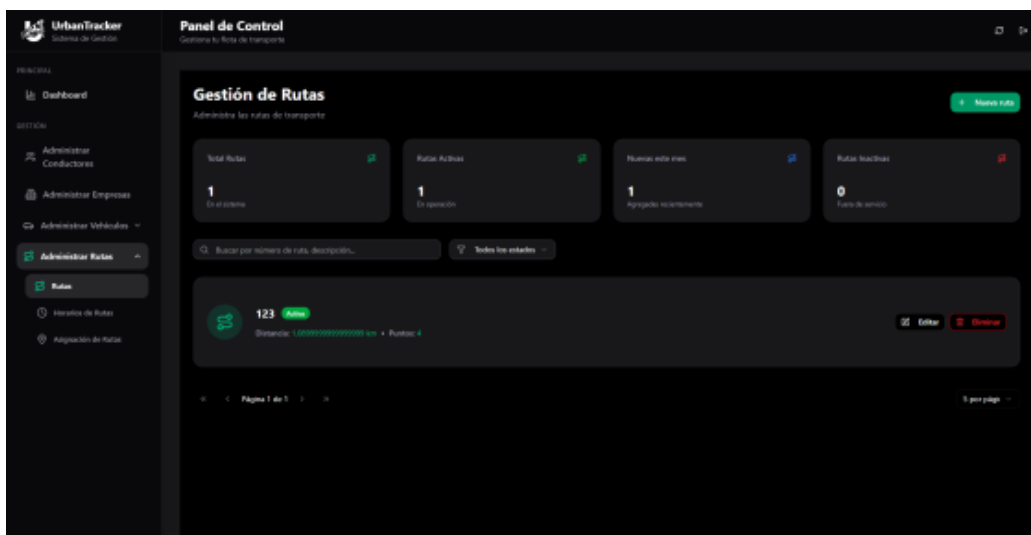 UrbanTracker
Sistema de Gestión
Panel de Control
Gestiona tu flota de transporte
PRINCIPAL
Dashboard
GESTIÓN
Administrar
Conductores
Administrar Empresas
Administrar Vehículos
Administrar Rutas
Rutas
Horarios de Rutas
Asignación de Rutas
Gestión de Rutas
Administra las rutas de transporte
+ Nueva ruta
Total Rutas
1
En el sistema
Rutas Activas
1
En operación
Nuevas este mes
1
Agregadas recientemente
Rutas Inactivas
0
Fuera de servicio
Buscar por número de ruta, descripción...
Todos los estados
123 Activa
Distancia: km • Puntos: 4
Editar
Eliminar
« < Página 1 de 1 > »
5 por págir